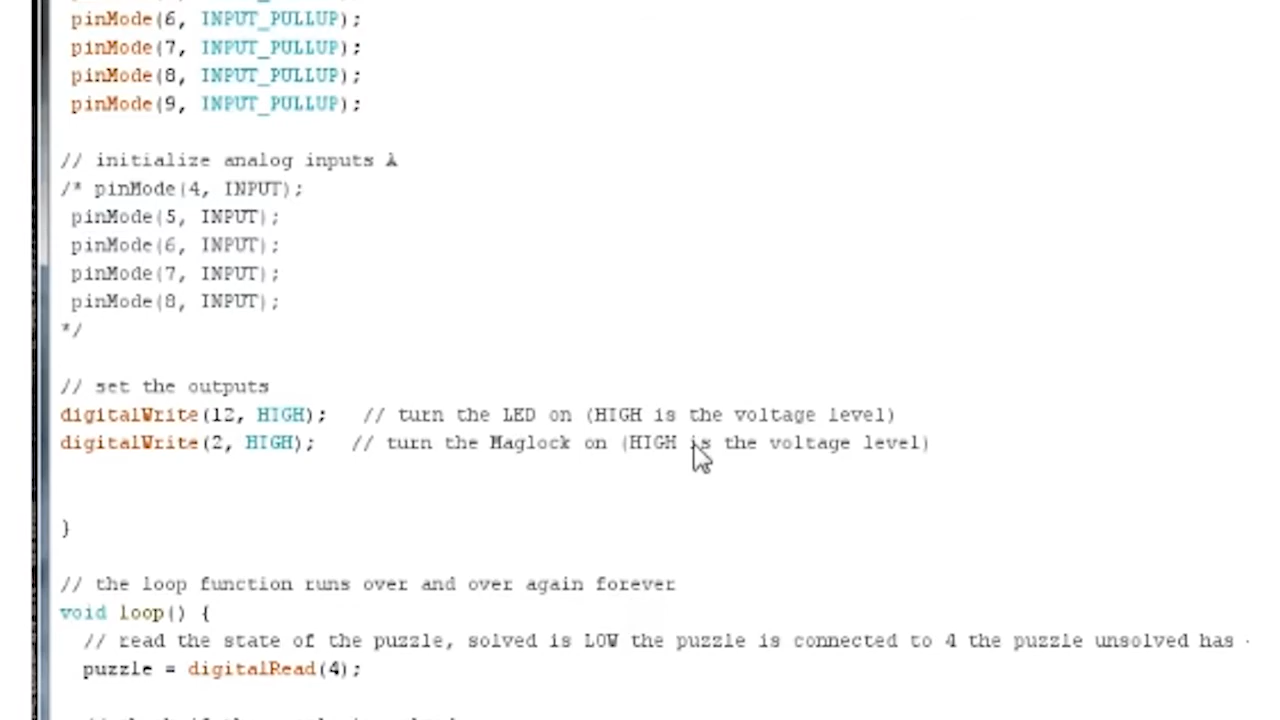 pinMode(6, INPUT_PULLUP);
pinMode(7, INPUT_PULLUP);
pinMode(8, INPUT_PULLUP);
pinMode(9, INPUT_PULLUP);
// initialize analog inputs A
/* pinMode(4, INPUT);
pinMode(5, INPUT);
pinMode(6, INPUT);
pinMode(7, INPUT);
pinMode(8, INPUT);
*/
// set the outputs
digitalWrite(12, HIGH);   // turn the LED on (HIGH is the voltage level)
digitalWrite(2, HIGH);   // turn the Maglock on (HIGH is the voltage level)
}
// the loop function runs over and over again forever
void loop() {
// read the state of the puzzle, solved is LOW the puzzle is connected to 4 the puzzle unsolved has
puzzle = digitalRead(4);